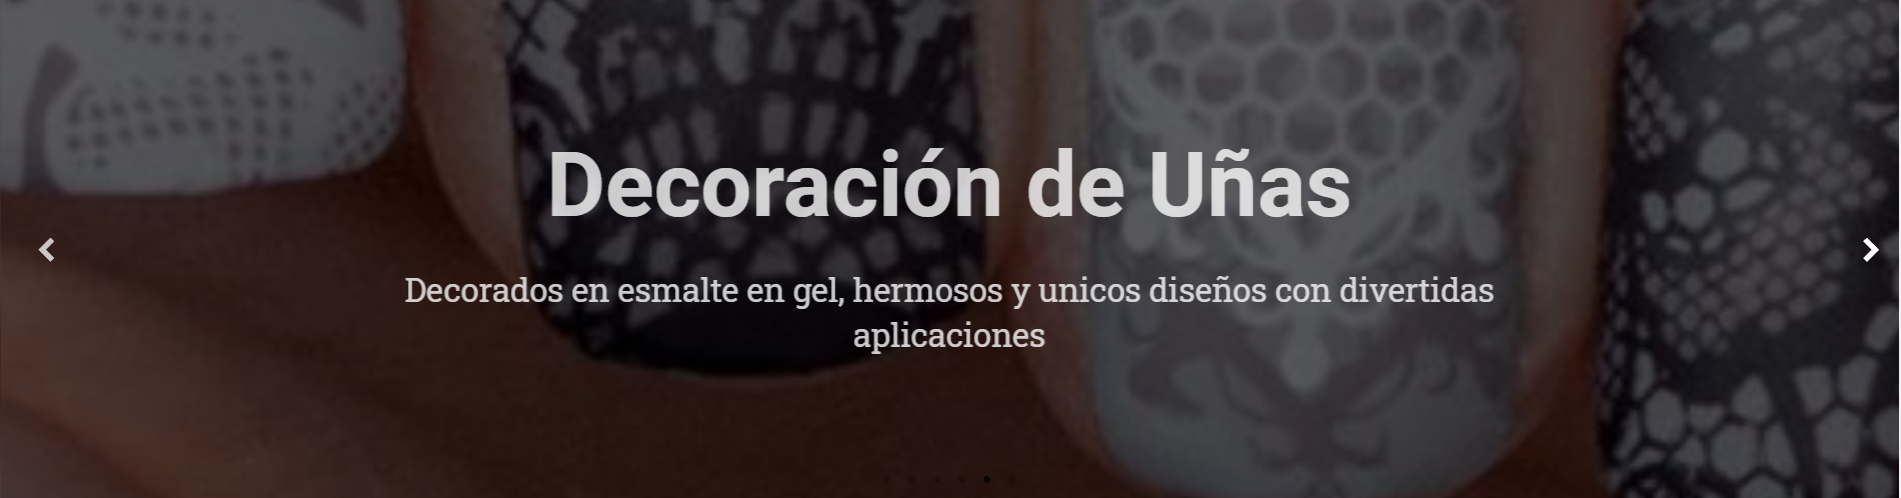 Decoración de Uñas
Decorados en esmalte en gel, hermosos y unicos diseños con divertidas
aplicaciones